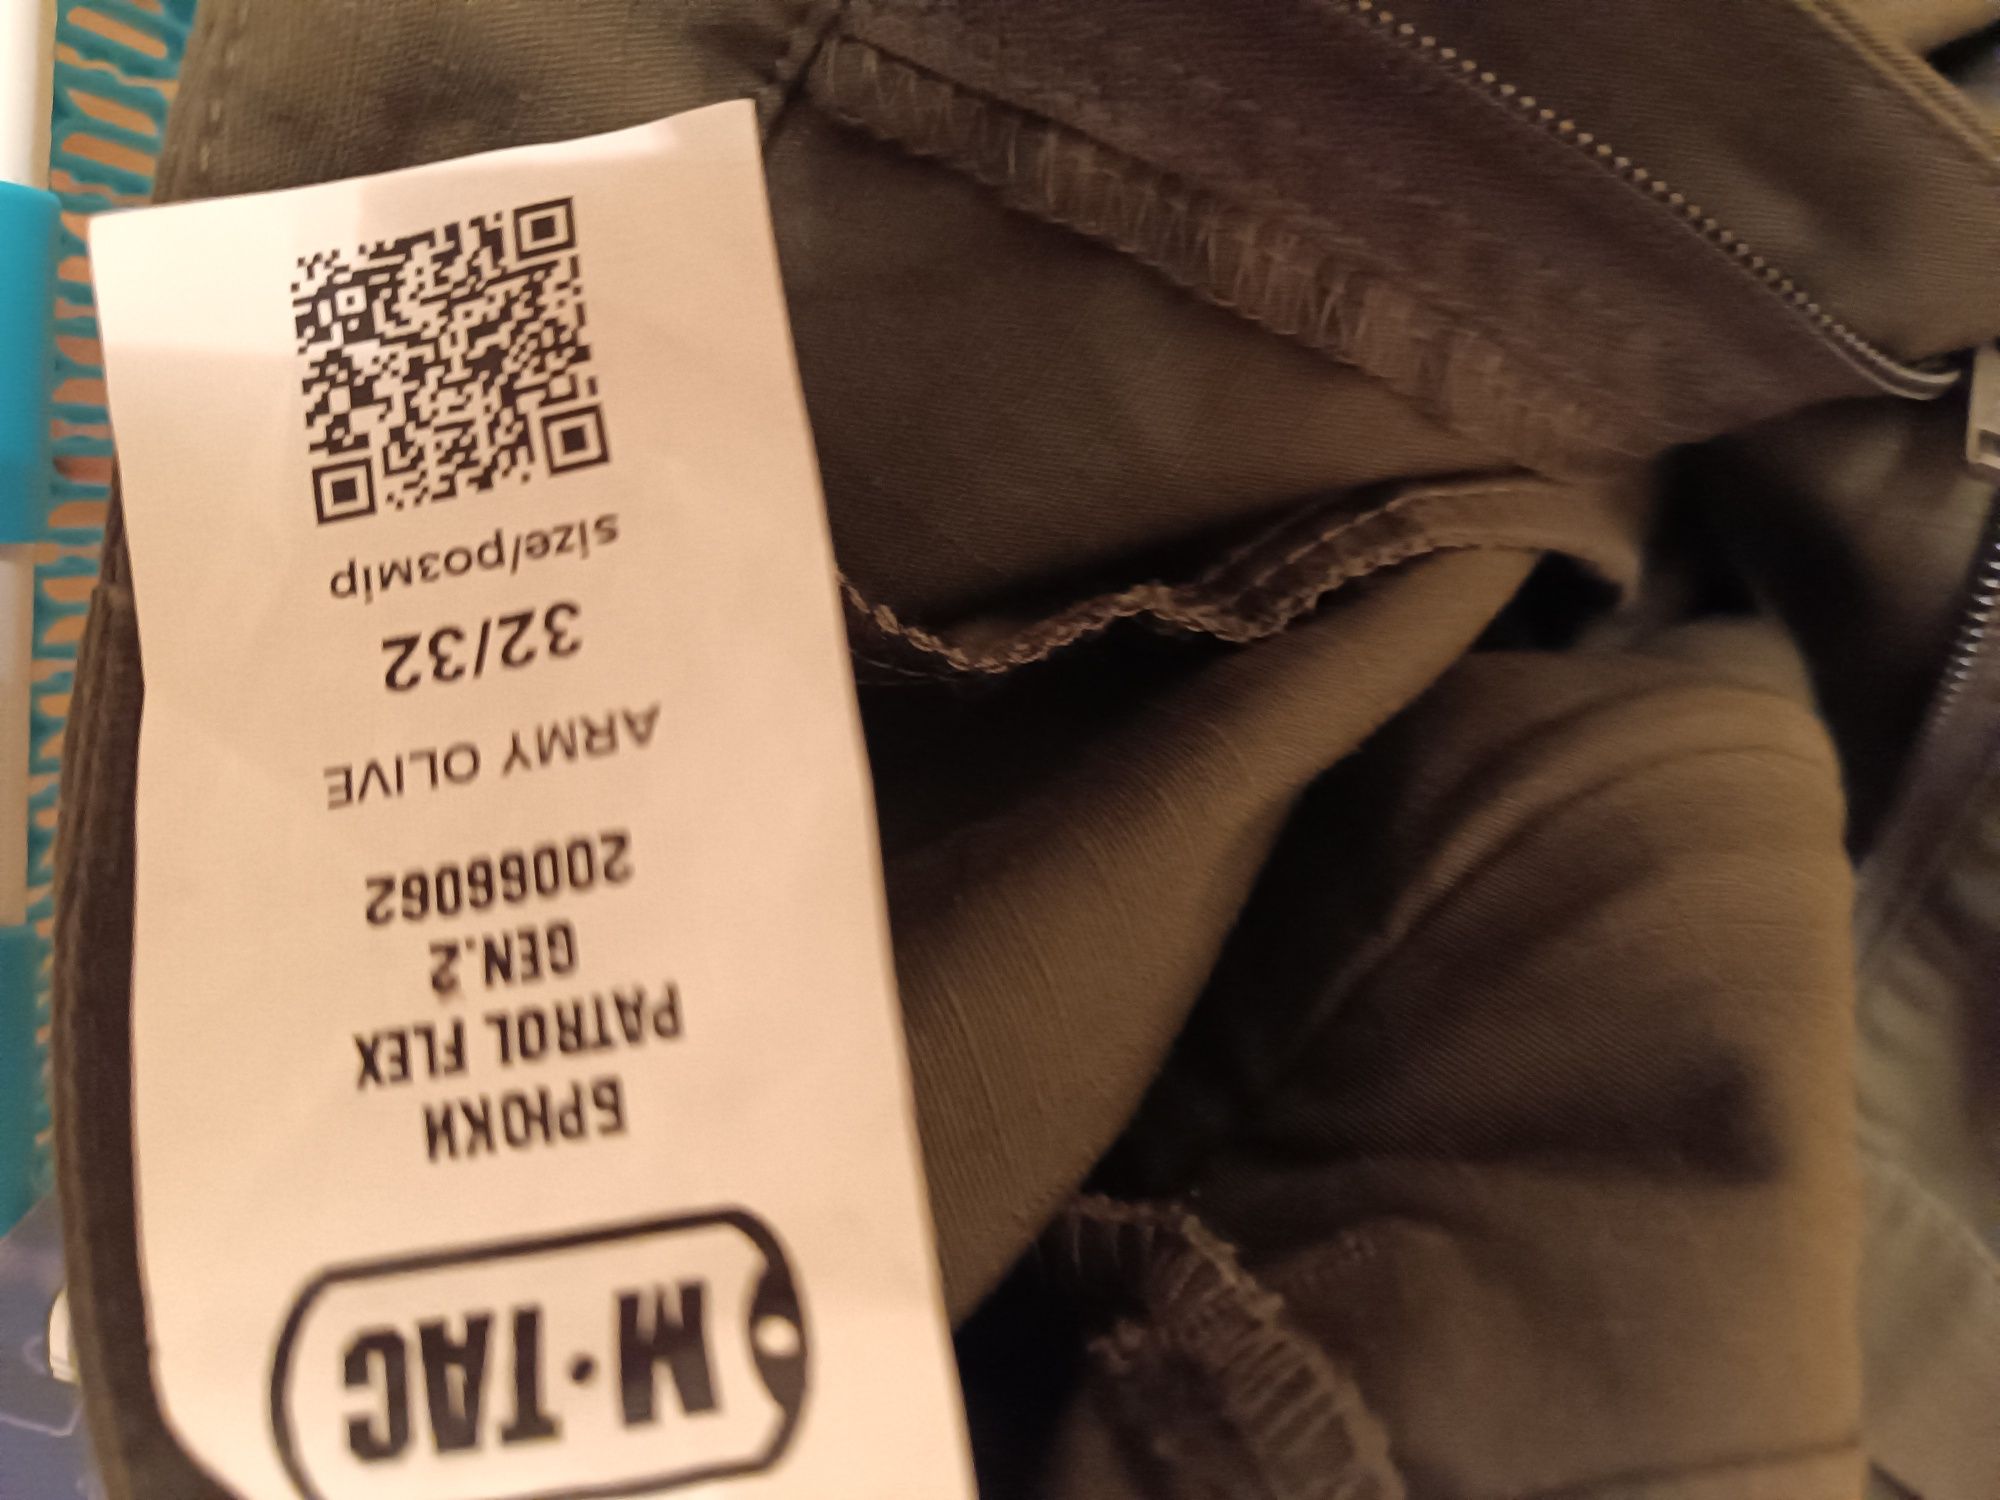 M·TAC
БРЮКИ
PATROL FLEX
GEN.2
20066062
ARMY OLIVE
32/32
size/розмір